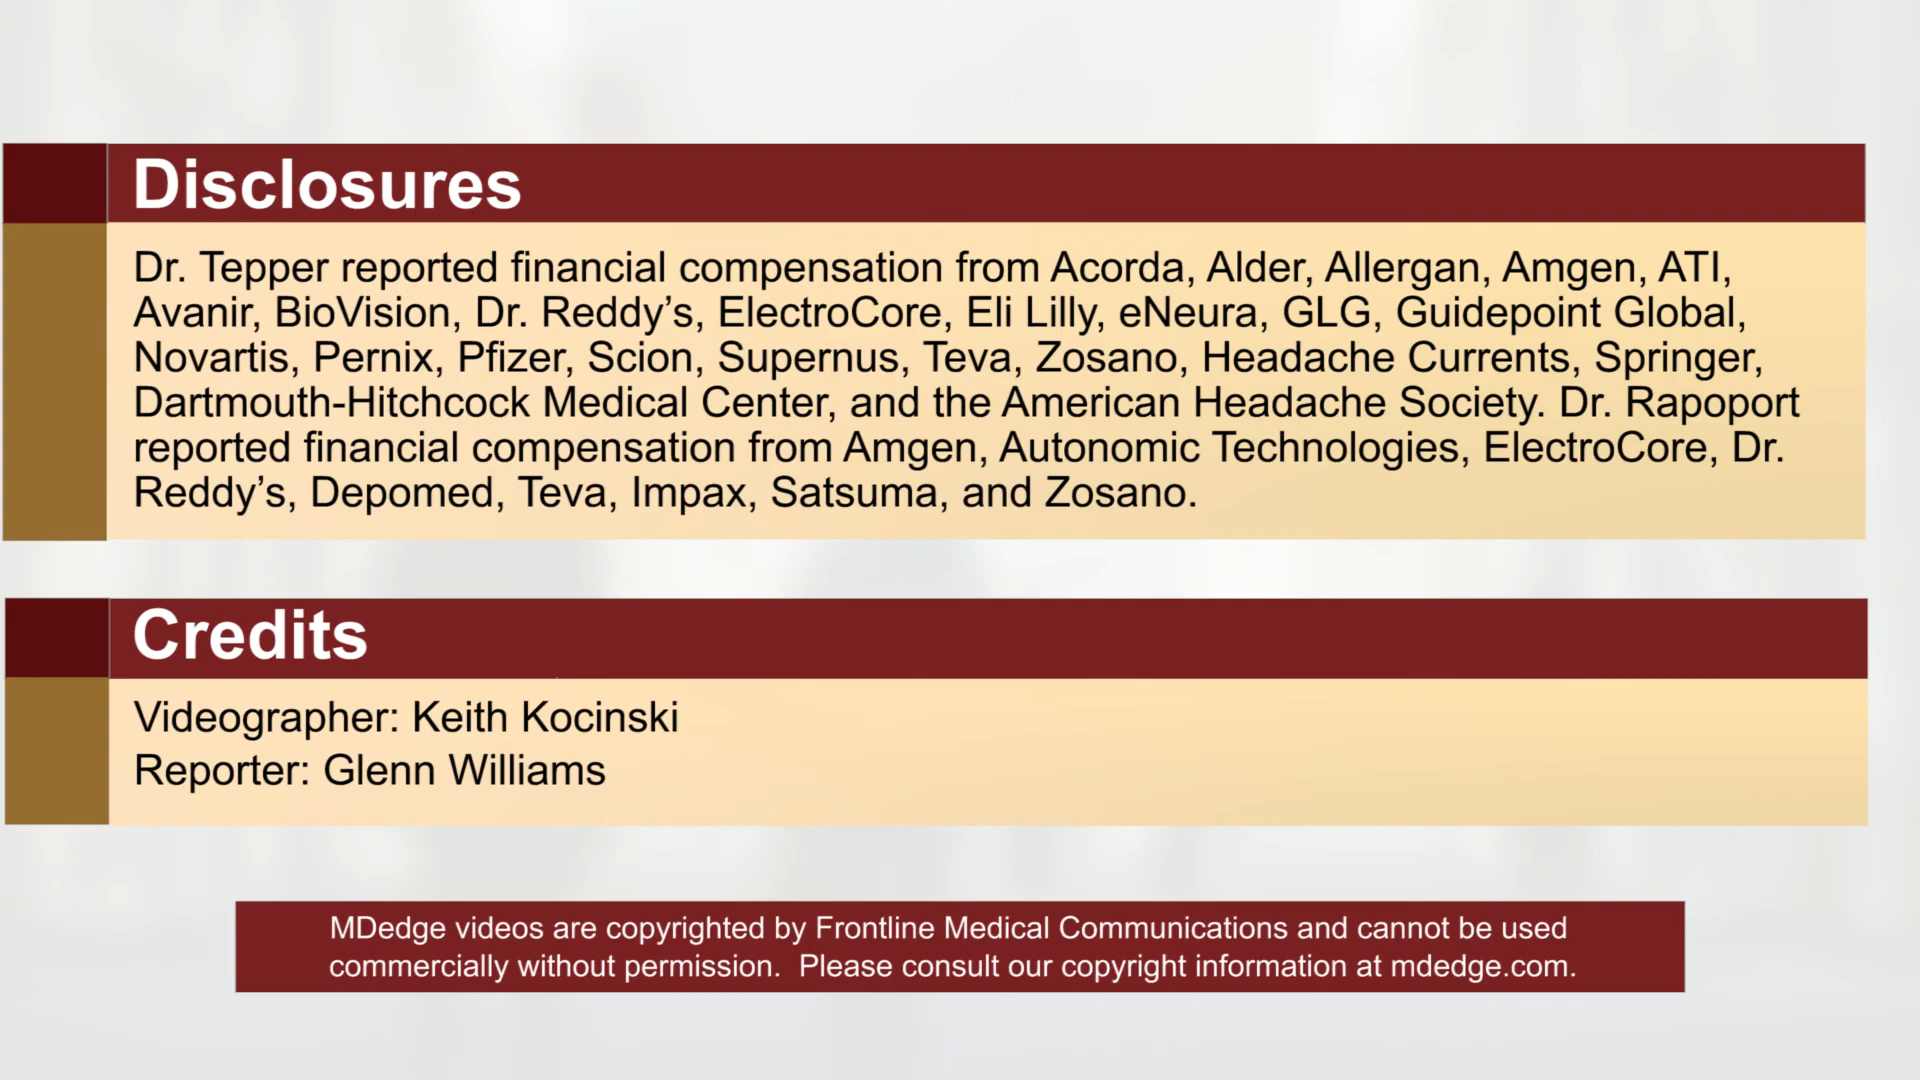 Disclosures
Dr. Tepper reported financial compensation from Acorda, Alder, Allergan, Amgen, ATI,
Avanir, BioVision, Dr. Reddy’s, ElectroCore, Eli Lilly, eNeura, GLG, Guidepoint Global,
Novartis, Pernix, Pfizer, Scion, Supernus, Teva, Zosano, Headache Currents, Springer,
Dartmouth-Hitchcock Medical Center, and the American Headache Society. Dr. Rapoport
reported financial compensation from Amgen, Autonomic Technologies, ElectroCore, Dr.
Reddy’s, Depomed, Teva, Impax, Satsuma, and Zosano.
Credits
Videographer: Keith Kocinski
Reporter: Glenn Williams
MDedge videos are copyrighted by Frontline Medical Communications and cannot be used
commercially without permission.  Please consult our copyright information at mdedge.com.